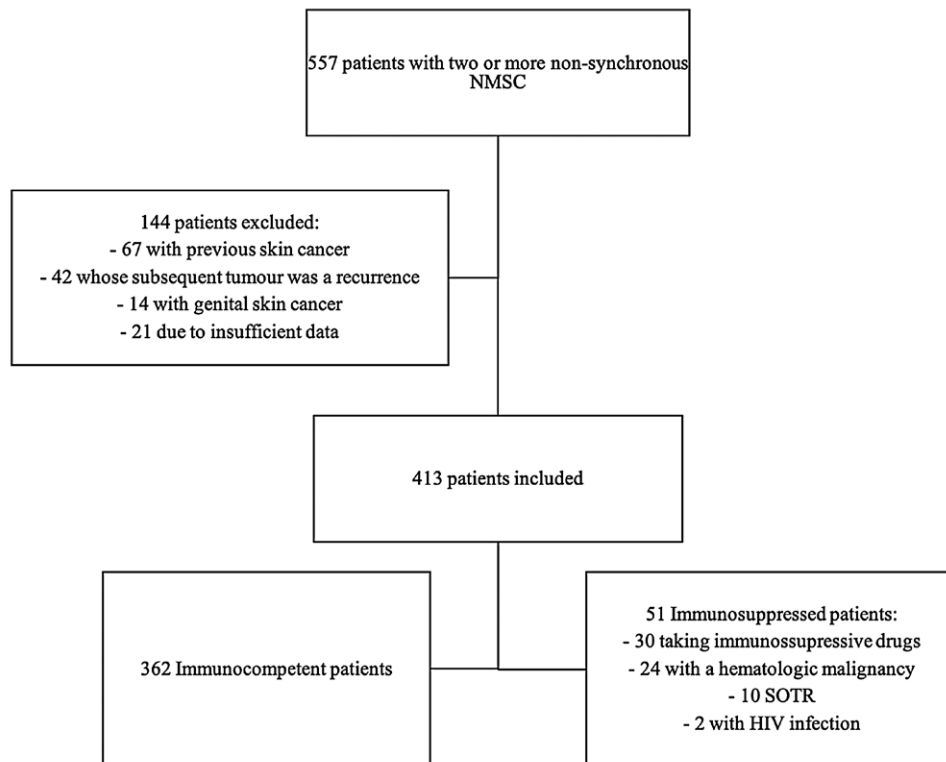 557 patients with two or more non-synchronous
NMSC
144 patients excluded:
- 67 with previous skin cancer
- 42 whose subsequent tumour was a recurrence
- 14 with genital skin cancer
- 21 due to insufficient data
413 patients included
362 Immunocompetent patients
51 Immunosuppressed patients:
- 30 taking immunossupressive drugs
- 24 with a hematologic malignancy
- 10 SOTR
- 2 with HIV infection